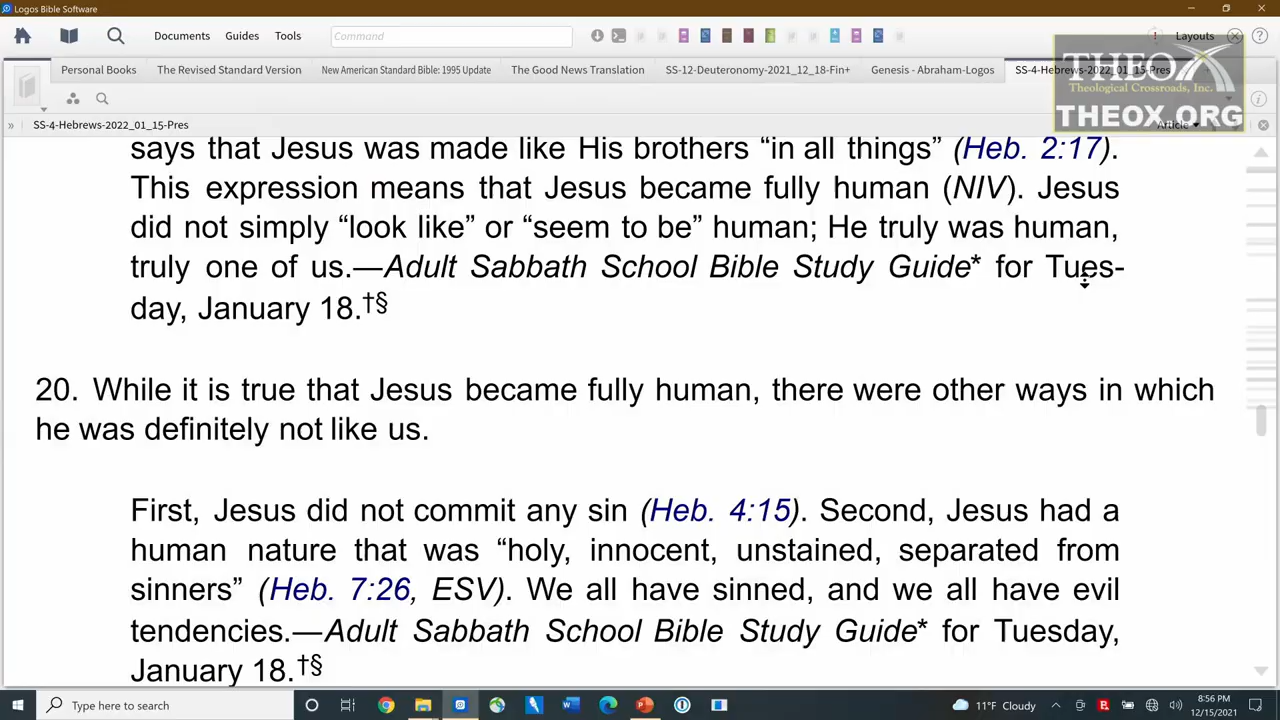 Logos Bible Software
Documents Guides Tools Command Layouts
Personal Books The Revised Standard Version New American Standard Bible: 1995 Update The Good News Translation SS-12-Deuteronomy-2021_12_18-Fin+ Genesis - Abraham-Logos SS-4-Hebrews-2022_01_15-Pres
THEOX
Theological Crossroads, Inc.
THEOX.ORG
SS-4-Hebrews-2022_01_15-Pres Article
says that Jesus was made like His brothers “in all things” (Heb. 2:17).
This expression means that Jesus became fully human (NIV). Jesus
did not simply “look like” or “seem to be” human; He truly was human,
truly one of us.—Adult Sabbath School Bible Study Guide* for Tues-
day, January 18.†§
20. While it is true that Jesus became fully human, there were other ways in which
he was definitely not like us.
First, Jesus did not commit any sin (Heb. 4:15). Second, Jesus had a
human nature that was “holy, innocent, unstained, separated from
sinners” (Heb. 7:26, ESV). We all have sinned, and we all have evil
tendencies.—Adult Sabbath School Bible Study Guide* for Tuesday,
January 18.†§
Type here to search
11°F Cloudy
8:56 PM
12/15/2021